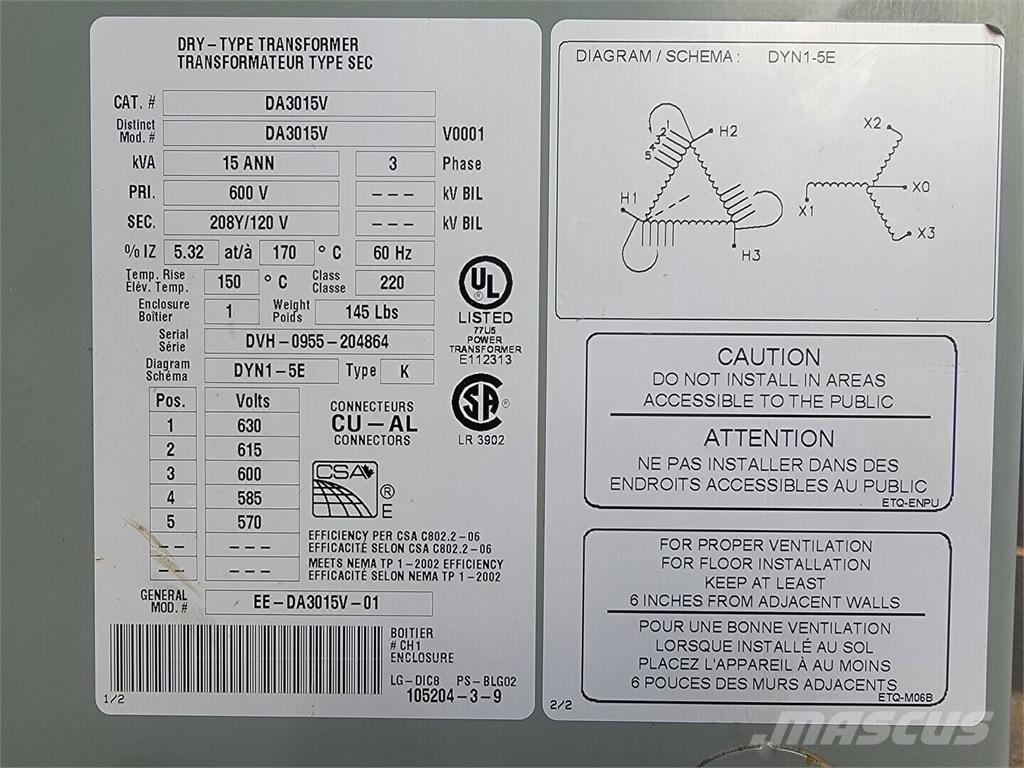 DRY-TYPE TRANSFORMER
TRANSFORMATEUR TYPE SEC
CAT. # DA3015V
Distinct Mod. # DA3015V V0001
kVA 15 ANN 3 Phase
PRI. 600 V --- kV BIL
SEC. 208Y/120 V --- kV BIL
% IZ 5.32 at/à 170 °C 60 Hz
Temp. Rise
Élév. Temp. 150 °C Class
Classe 220
Enclosure
Boîtier 1 Weight
Poids 145 Lbs
Serial
Série DVH-0955-204864
Diagram
Schéma DYN1-5E Type K
Pos. Volts
1 630
2 615
3 600
4 585
5 570
-- ---
-- ---
UL
®
LISTED
77U5
POWER
TRANSFORMER
E112313
CONNECTEURS
CU-AL
CONNECTORS
SA ®
LR 3902
CSA
®
E
EFFICIENCY PER CSA C802.2-06
EFFICACITÉ SELON CSA C802.2-06
MEETS NEMA TP 1-2002 EFFICIENCY
EFFICACITÉ SELON NEMA TP 1-2002
GENERAL
MOD. # EE-DA3015V-01
BOITIER
# CH1
ENCLOSURE
LG-DIC8 PS-BLG02
105204-3-9
1/2
DIAGRAM / SCHEMA : DYN1-5E
H2
2 1
5
H1
H3
X2
X0
X1
X3
CAUTION
DO NOT INSTALL IN AREAS
ACCESSIBLE TO THE PUBLIC
ATTENTION
NE PAS INSTALLER DANS DES
ENDROITS ACCESSIBLES AU PUBLIC
ETQ-ENPU
FOR PROPER VENTILATION
FOR FLOOR INSTALLATION
KEEP AT LEAST
6 INCHES FROM ADJACENT WALLS
POUR UNE BONNE VENTILATION
LORSQUE INSTALLÉ AU SOL
PLACEZ L'APPAREIL À AU MOINS
6 POUCES DES MURS ADJACENTS
ETQ-M06B
2/2
MASCUS